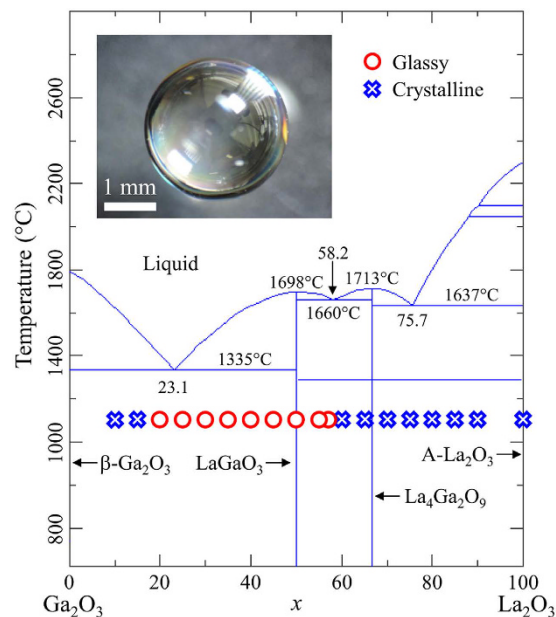 2600
2200
1800
1400
1000
800
Temperature (°C)
1 mm
Glassy
Crystalline
Liquid
58.2
1698°C
1713°C
1660°C
1637°C
75.7
1335°C
23.1
β-Ga₂O₃
LaGaO₃
A-La₂O₃
La₄Ga₂O₉
0
20
40
60
80
100
Ga₂O₃
x
La₂O₃